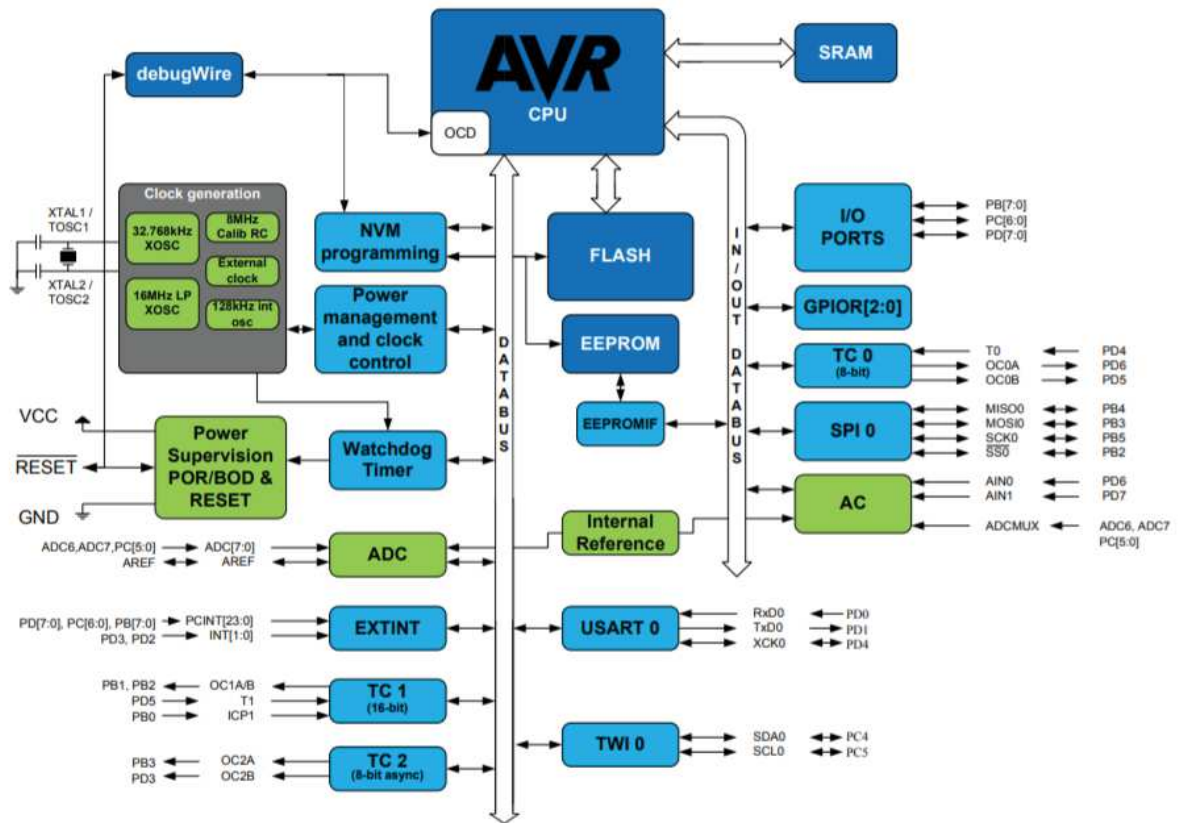 AVR
CPU
OCD
SRAM
debugWire
Clock generation
XTAL1 /
TOSC1
32.768kHz
XOSC
8MHz
Calib RC
External
clock
16MHz LP
XOSC
128kHz int
osc
XTAL2 /
TOSC2
NVM
programming
Power
management
and clock
control
FLASH
EEPROM
EEPROMIF
DATABUS
IN/OUT DATABUS
I/O
PORTS
PB[7:0]
PC[6:0]
PD[7:0]
GPIOR[2:0]
TC 0
(8-bit)
T0 PD4
OC0A PD6
OC0B PD5
SPI 0
MISO0 PB4
MOSI0 PB3
SCK0 PB5
SS0 PB2
AC
AIN0 PD6
AIN1 PD7
ADCMUX ADC6, ADC7
PC[5:0]
VCC
RESET
GND
Power
Supervision
POR/BOD &
RESET
Watchdog
Timer
Internal
Reference
ADC6,ADC7,PC[5:0] ADC[7:0]
AREF AREF
ADC
PD[7:0], PC[6:0], PB[7:0] PCINT[23:0]
PD3, PD2 INT[1:0]
EXTINT
USART 0
RxD0 PD0
TxD0 PD1
XCK0 PD4
PB1, PB2 OC1A/B
PD5 T1
PB0 ICP1
TC 1
(16-bit)
TWI 0
SDA0 PC4
SCL0 PC5
PB3 OC2A
PD3 OC2B
TC 2
(8-bit async)